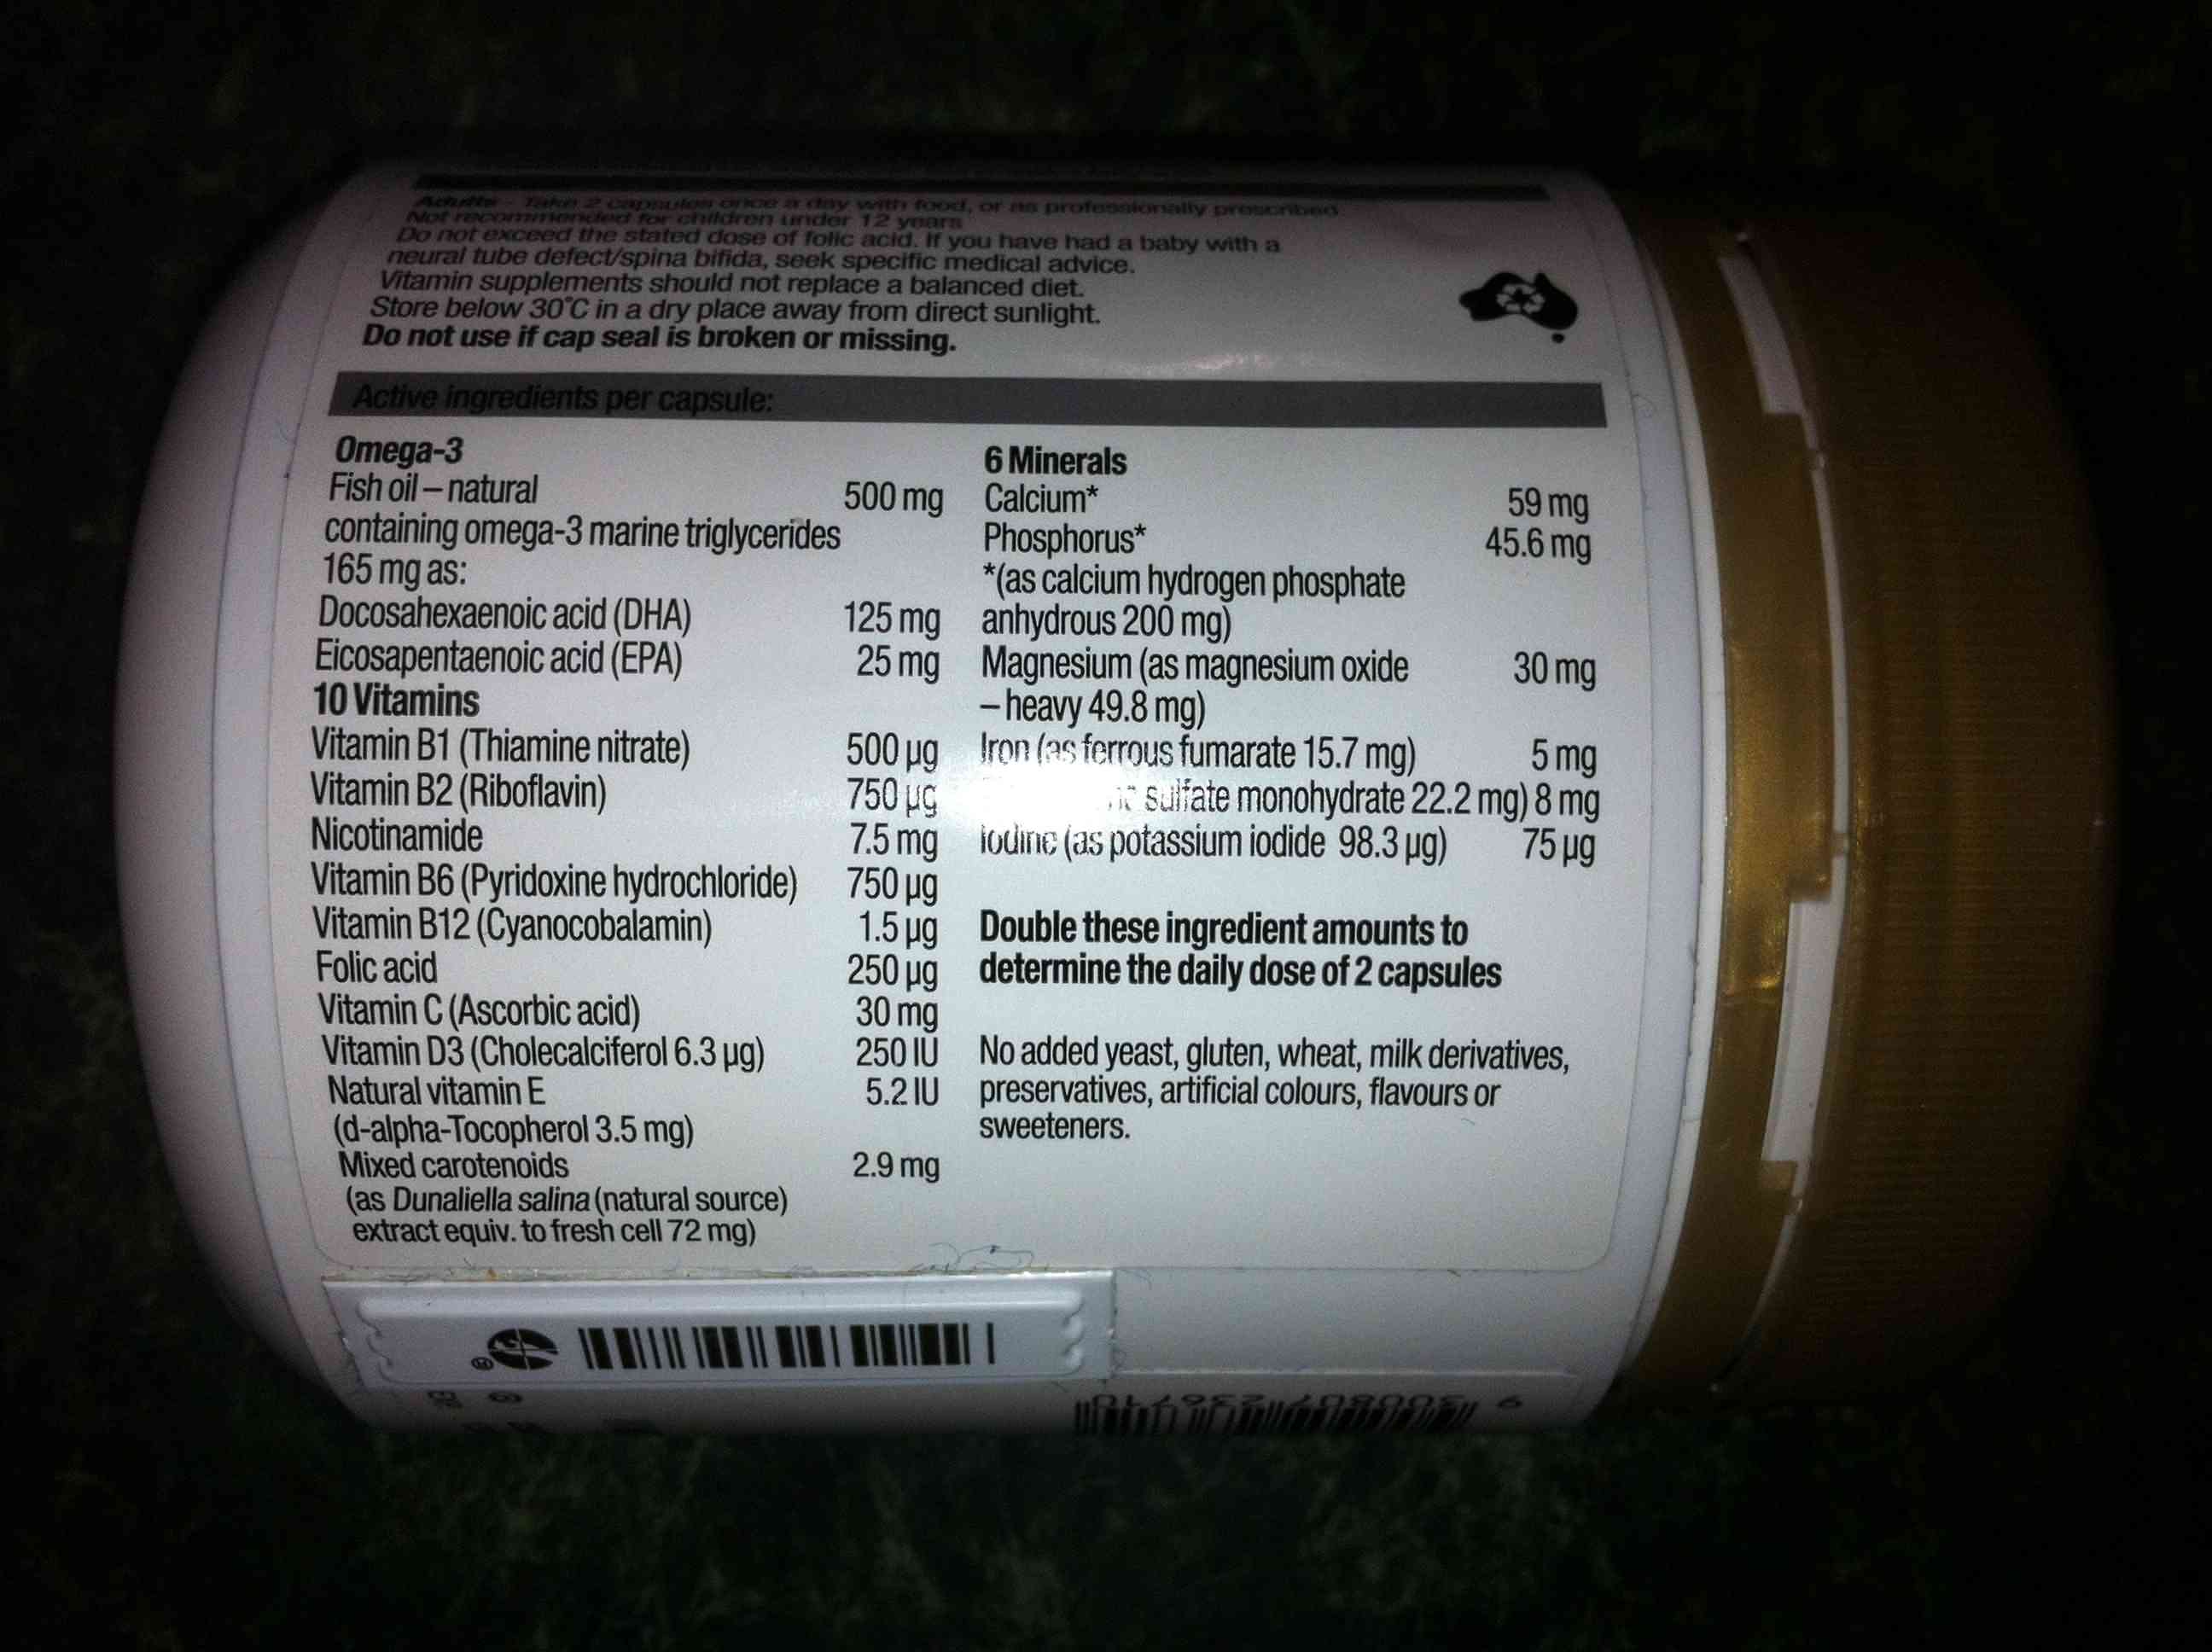 Adults - Take 2 capsules once a day with food, or as professionally prescribed.
Not recommended for children under 12 years
Do not exceed the stated dose of folic acid. If you have had a baby with a
neural tube defect/spina bifida, seek specific medical advice.
Vitamin supplements should not replace a balanced diet.
Store below 30°C in a dry place away from direct sunlight.
Do not use if cap seal is broken or missing.
Active ingredients per capsule:
Omega-3
Fish oil – natural 500 mg
containing omega-3 marine triglycerides
165 mg as:
Docosahexaenoic acid (DHA) 125 mg
Eicosapentaenoic acid (EPA) 25 mg
10 Vitamins
Vitamin B1 (Thiamine nitrate) 500 µg
Vitamin B2 (Riboflavin) 750 µg
Nicotinamide 7.5 mg
Vitamin B6 (Pyridoxine hydrochloride) 750 µg
Vitamin B12 (Cyanocobalamin) 1.5 µg
Folic acid 250 µg
Vitamin C (Ascorbic acid) 30 mg
Vitamin D3 (Cholecalciferol 6.3 µg) 250 IU
Natural vitamin E 5.2 IU
(d-alpha-Tocopherol 3.5 mg)
Mixed carotenoids 2.9 mg
(as Dunaliella salina (natural source)
extract equiv. to fresh cell 72 mg)
6 Minerals
Calcium* 59 mg
Phosphorus* 45.6 mg
*(as calcium hydrogen phosphate
anhydrous 200 mg)
Magnesium (as magnesium oxide 30 mg
– heavy 49.8 mg)
Iron (as ferrous fumarate 15.7 mg) 5 mg
sulfate monohydrate 22.2 mg) 8 mg
Iodine (as potassium iodide 98.3 µg) 75 µg
Double these ingredient amounts to
determine the daily dose of 2 capsules
No added yeast, gluten, wheat, milk derivatives,
preservatives, artificial colours, flavours or
sweeteners.